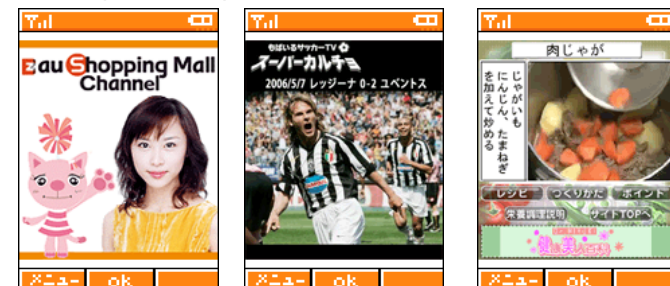 au Shopping Mall
Channel
メニュー
ok
もばいるサッカーTV
スーパーカルチョ
2006/5/7 レッジーナ 0-2 ユベントス
メニュー
ok
肉じゃが
じゃがいも
にんじん、たまねぎ
を加えて炒める
レシピ
つくりかた
ポイント
栄養調理説明
サイトTOPへ
メニュー
ok